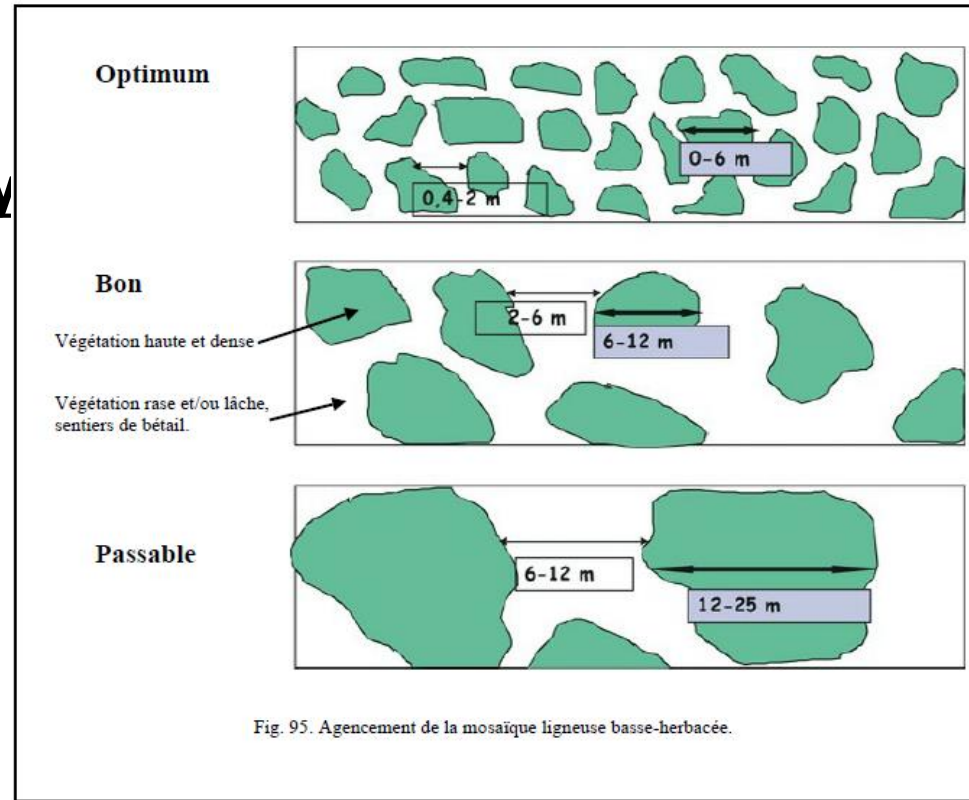 Optimum
0-6 m
0,4-2 m
Bon
2-6 m
6-12 m
Végétation haute et dense
Végétation rase et/ou lâche,
sentiers de bétail.
Passable
6-12 m
12-25 m
Fig. 95. Agencement de la mosaïque ligneuse basse-herbacée.